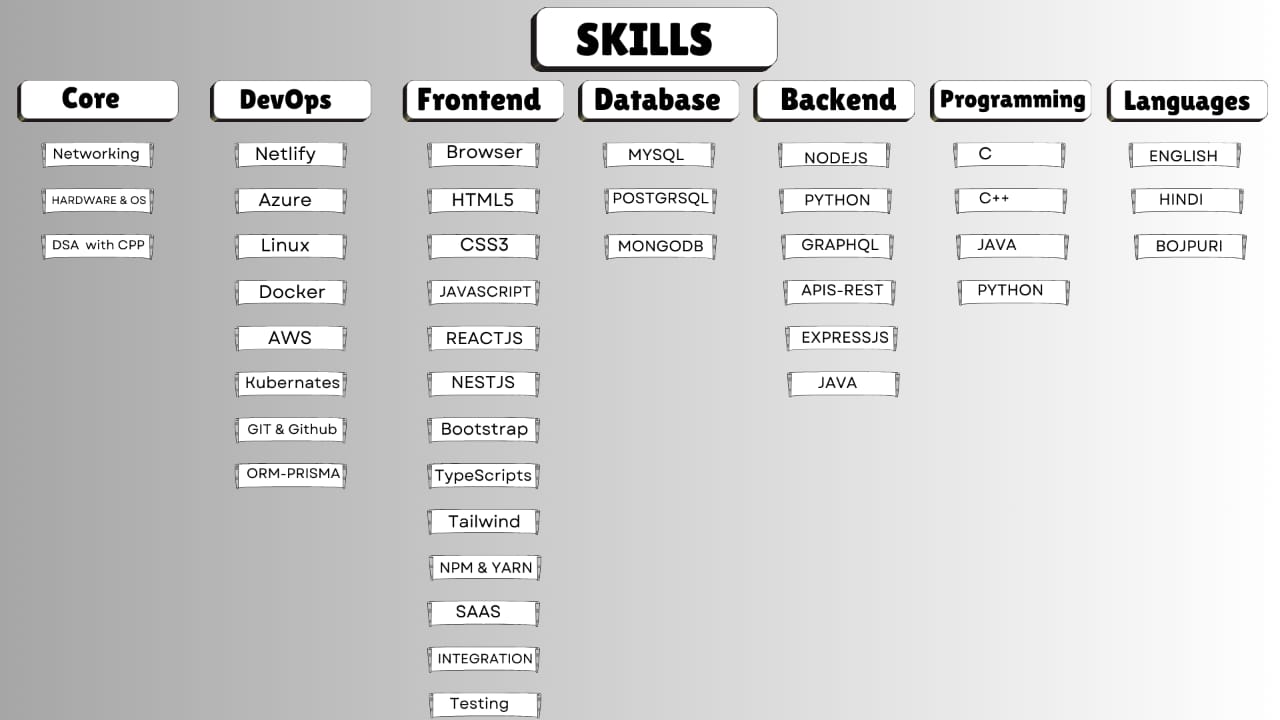 SKILLS
Core
Networking
HARDWARE & OS
DSA with CPP
DevOps
Netlify
Azure
Linux
Docker
AWS
Kubernates
GIT & Github
ORM-PRISMA
Frontend
Browser
HTML5
CSS3
JAVASCRIPT
REACTJS
NESTJS
Bootstrap
TypeScripts
Tailwind
NPM & YARN
SAAS
INTEGRATION
Testing
Database
MYSQL
POSTGRSQL
MONGODB
Backend
NODEJS
PYTHON
GRAPHQL
APIS-REST
EXPRESSJS
JAVA
Programming
C
C++
JAVA
PYTHON
Languages
ENGLISH
HINDI
BOJPURI